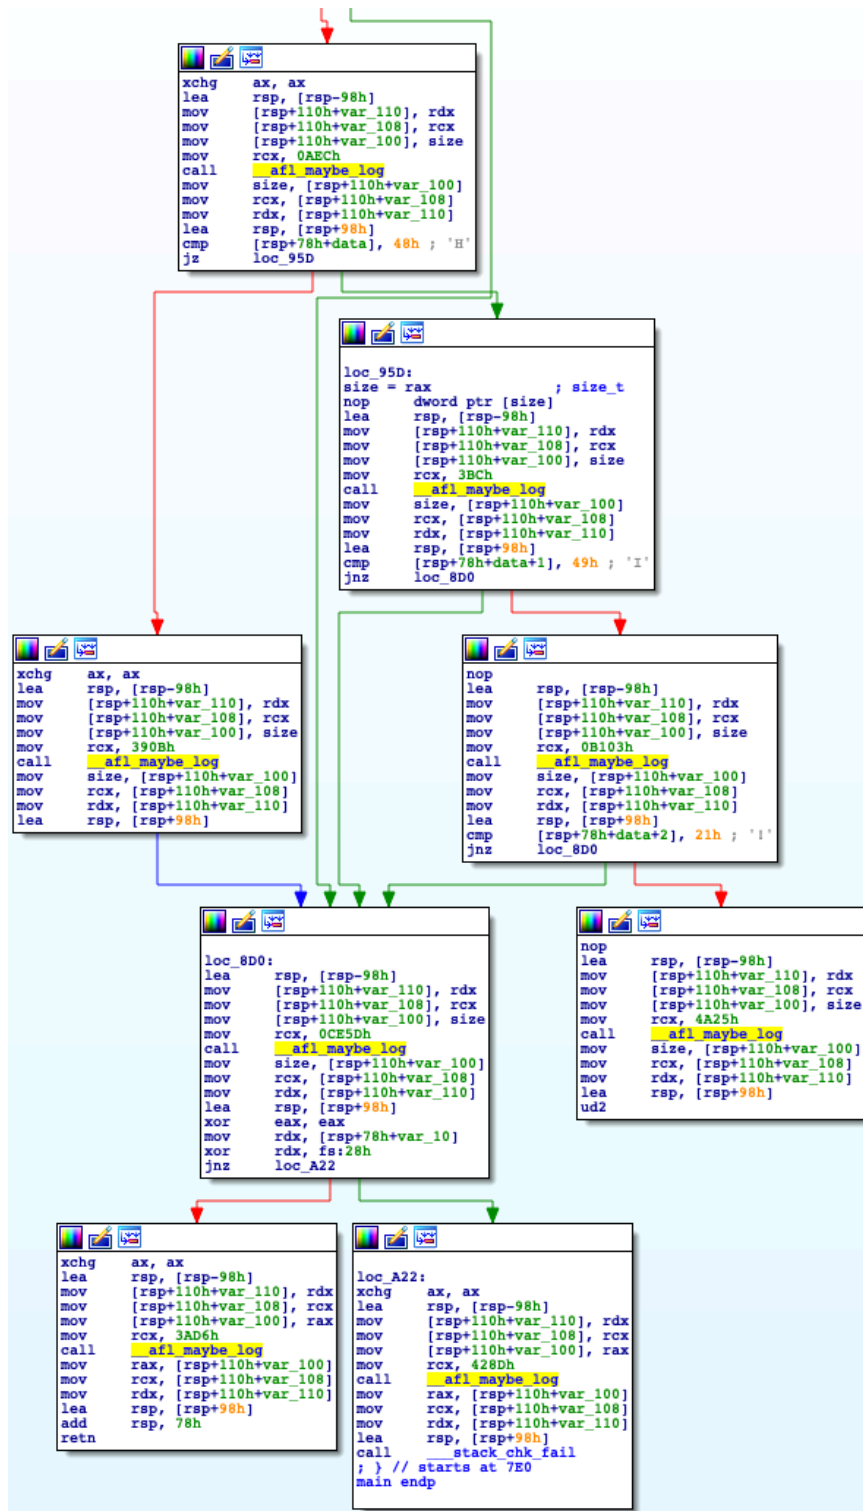 xchg ax, ax
lea rsp, [rsp-98h]
mov [rsp+110h+var_110], rdx
mov [rsp+110h+var_108], rcx
mov [rsp+110h+var_100], size
mov rcx, 0AECh
call __afl_maybe_log
mov size, [rsp+110h+var_100]
mov rcx, [rsp+110h+var_108]
mov rdx, [rsp+110h+var_110]
lea rsp, [rsp+98h]
cmp [rsp+78h+data], 48h ; 'H'
jz loc_95D
loc_95D:
size = rax ; size_t
nop dword ptr [size]
lea rsp, [rsp-98h]
mov [rsp+110h+var_110], rdx
mov [rsp+110h+var_108], rcx
mov [rsp+110h+var_100], size
mov rcx, 3BCh
call __afl_maybe_log
mov size, [rsp+110h+var_100]
mov rcx, [rsp+110h+var_108]
mov rdx, [rsp+110h+var_110]
lea rsp, [rsp+98h]
cmp [rsp+78h+data+1], 49h ; 'I'
jnz loc_8D0
xchg ax, ax
lea rsp, [rsp-98h]
mov [rsp+110h+var_110], rdx
mov [rsp+110h+var_108], rcx
mov [rsp+110h+var_100], size
mov rcx, 390Bh
call __afl_maybe_log
mov size, [rsp+110h+var_100]
mov rcx, [rsp+110h+var_108]
mov rdx, [rsp+110h+var_110]
lea rsp, [rsp+98h]
nop
lea rsp, [rsp-98h]
mov [rsp+110h+var_110], rdx
mov [rsp+110h+var_108], rcx
mov [rsp+110h+var_100], size
mov rcx, 0B103h
call __afl_maybe_log
mov size, [rsp+110h+var_100]
mov rcx, [rsp+110h+var_108]
mov rdx, [rsp+110h+var_110]
lea rsp, [rsp+98h]
cmp [rsp+78h+data+2], 21h ; '!'
jnz loc_8D0
loc_8D0:
lea rsp, [rsp-98h]
mov [rsp+110h+var_110], rdx
mov [rsp+110h+var_108], rcx
mov [rsp+110h+var_100], size
mov rcx, 0CE5Dh
call __afl_maybe_log
mov size, [rsp+110h+var_100]
mov rcx, [rsp+110h+var_108]
mov rdx, [rsp+110h+var_110]
lea rsp, [rsp+98h]
xor eax, eax
mov rdx, [rsp+78h+var_10]
xor rdx, fs:28h
jnz loc_A22
nop
lea rsp, [rsp-98h]
mov [rsp+110h+var_110], rdx
mov [rsp+110h+var_108], rcx
mov [rsp+110h+var_100], size
mov rcx, 4A25h
call __afl_maybe_log
mov size, [rsp+110h+var_100]
mov rcx, [rsp+110h+var_108]
mov rdx, [rsp+110h+var_110]
lea rsp, [rsp+98h]
ud2
xchg ax, ax
lea rsp, [rsp-98h]
mov [rsp+110h+var_110], rdx
mov [rsp+110h+var_108], rcx
mov [rsp+110h+var_100], rax
mov rcx, 3AD6h
call __afl_maybe_log
mov rax, [rsp+110h+var_100]
mov rcx, [rsp+110h+var_108]
mov rdx, [rsp+110h+var_110]
lea rsp, [rsp+98h]
add rsp, 78h
retn
loc_A22:
xchg ax, ax
lea rsp, [rsp-98h]
mov [rsp+110h+var_110], rdx
mov [rsp+110h+var_108], rcx
mov [rsp+110h+var_100], rax
mov rcx, 428Dh
call __afl_maybe_log
mov rax, [rsp+110h+var_100]
mov rcx, [rsp+110h+var_108]
mov rdx, [rsp+110h+var_110]
lea rsp, [rsp+98h]
call ___stack_chk_fail
; } // starts at 7E0
main endp